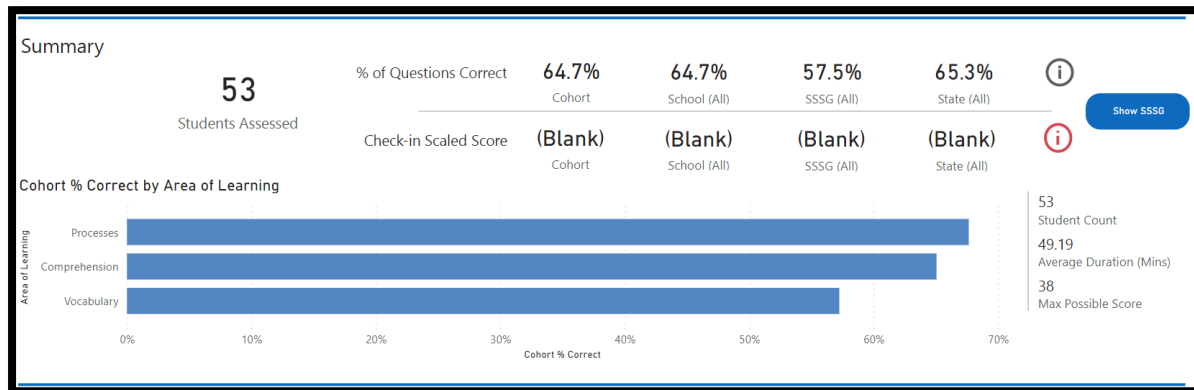 Summary
53
Students Assessed
% of Questions Correct
64.7%
Cohort
64.7%
School (All)
57.5%
SSSG (All)
65.3%
State (All)
i
Show SSSG
Check-in Scaled Score
(Blank)
Cohort
(Blank)
School (All)
(Blank)
SSSG (All)
(Blank)
State (All)
i
Cohort % Correct by Area of Learning
Area of Learning
Processes
Comprehension
Vocabulary
0%
10%
20%
30%
40%
50%
60%
70%
Cohort % Correct
53
Student Count
49.19
Average Duration (Mins)
38
Max Possible Score